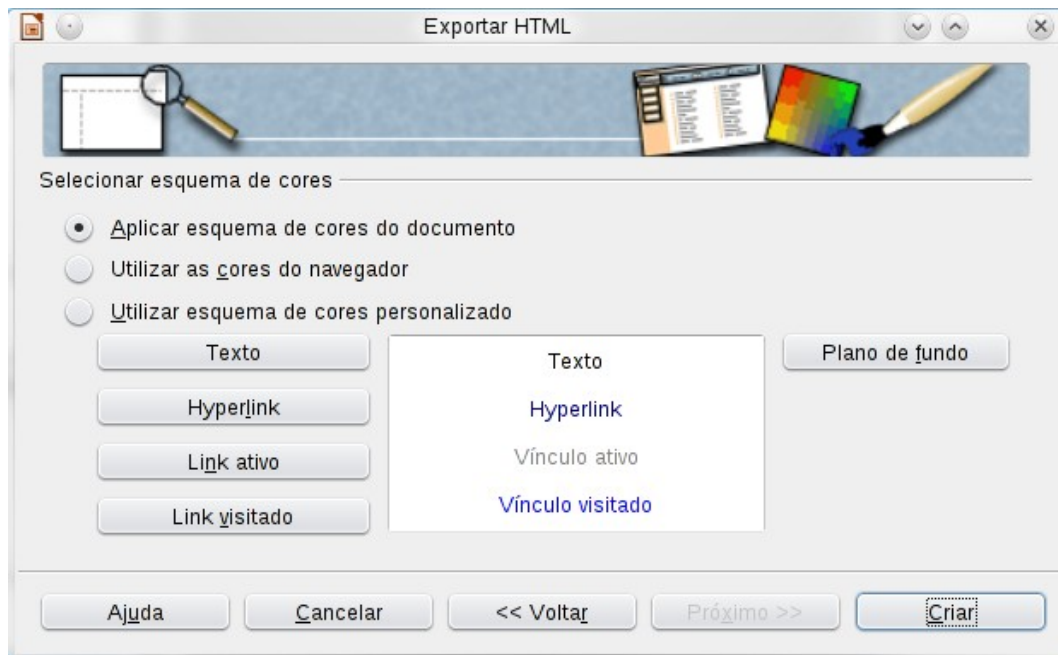 Exportar HTML
Selecionar esquema de cores
Aplicar esquema de cores do documento
Utilizar as cores do navegador
Utilizar esquema de cores personalizado
Texto
Texto
Plano de fundo
Hyperlink
Hyperlink
Link ativo
Vínculo ativo
Link visitado
Vínculo visitado
Ajuda
Cancelar
<< Voltar
Próximo >>
Criar